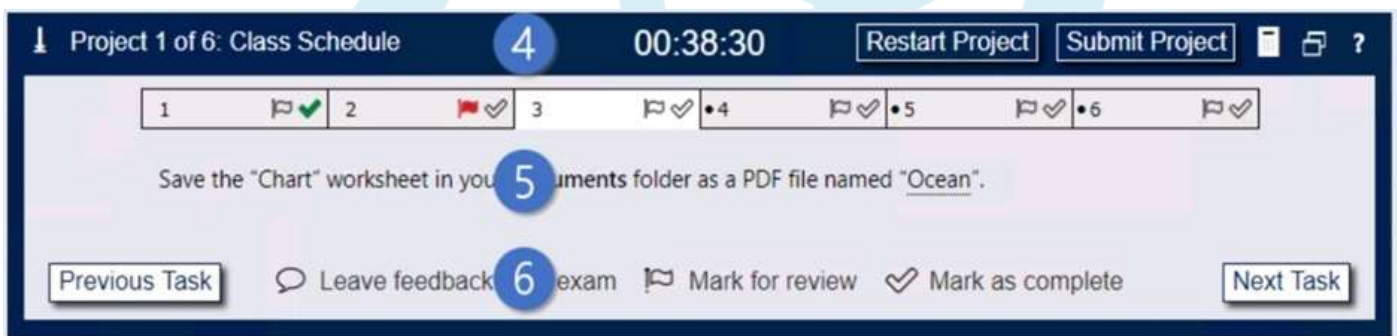 Project 1 of 6: Class Schedule 4 00:38:30 Restart Project Submit Project ?
1 2 3 •4 •5 •6
Save the "Chart" worksheet in you 5 uments folder as a PDF file named "Ocean".
Previous Task Leave feedback 6 exam Mark for review Mark as complete Next Task